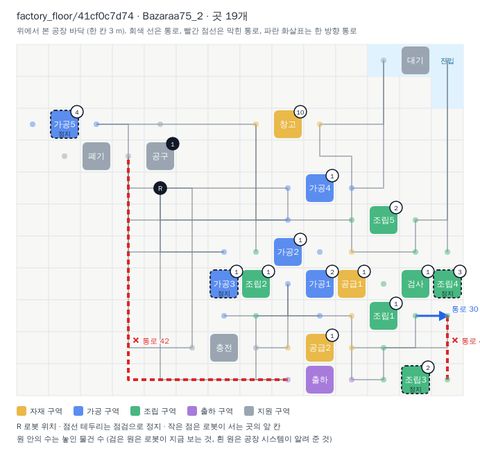 factory_floor/41cf0c7d74 · Bazaraa75_2 · 곳 19개
위에서 본 공장 바닥 (한 칸 3 m). 회색 선은 통로, 빨간 점선은 막힌 통로, 파란 화살표는 한 방향 통로
대기
진입
4
가공5
정지
10
창고
폐기
1
공구
R
1
가공4
2
조립5
1
가공2
1
가공3
정지
1
조립2
2
가공1
1
공급1
1
검사
3
조립4
정지
1
조립1
통로 30
✖ 통로 42
충전
1
공급2
✖ 통로
출하
2
조립3
정지
자재 구역
가공 구역
조립 구역
출하 구역
지원 구역
R 로봇 위치 · 점선 테두리는 점검으로 정지 · 작은 점은 로봇이 서는 곳의 앞 칸
원 안의 수는 놓인 물건 수 (검은 원은 로봇이 지금 보는 것, 흰 원은 공장 시스템이 알려 준 것)